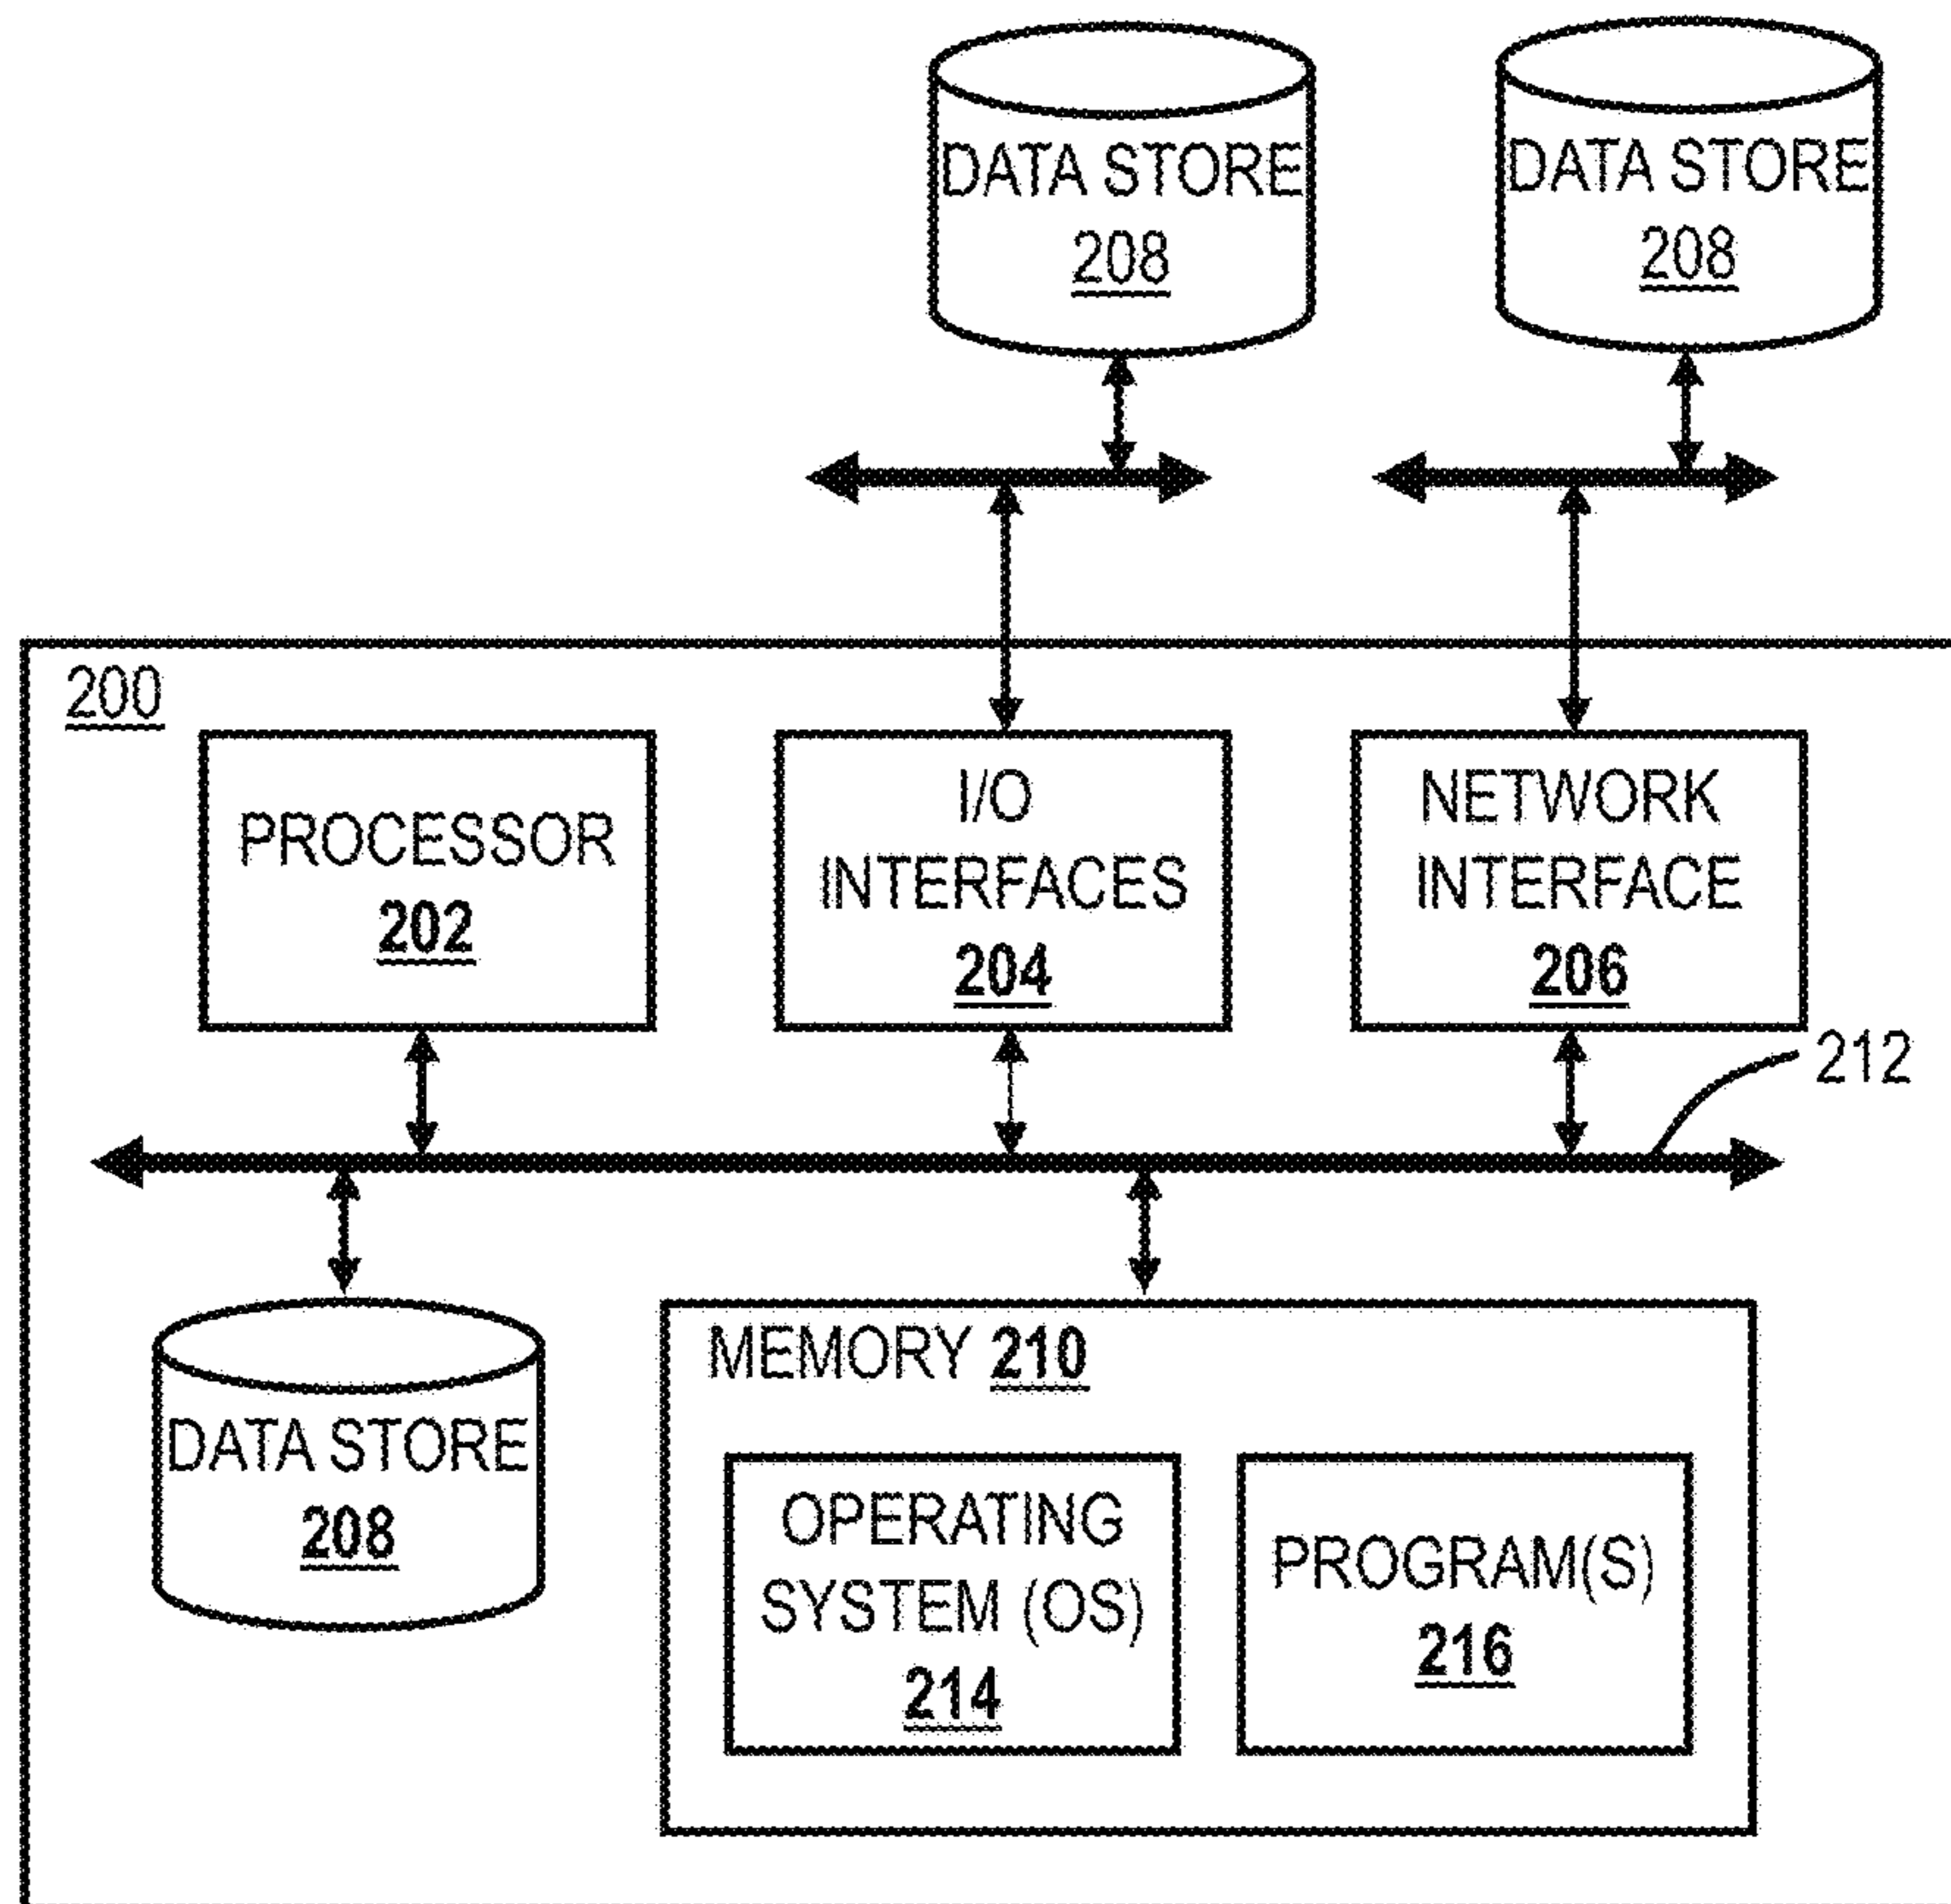 DATA STORE
208
DATA STORE
208
200
PROCESSOR
202
I/O
INTERFACES
204
NETWORK
INTERFACE
206
212
DATA STORE
208
MEMORY 210
OPERATING
SYSTEM (OS)
214
PROGRAM(S)
216